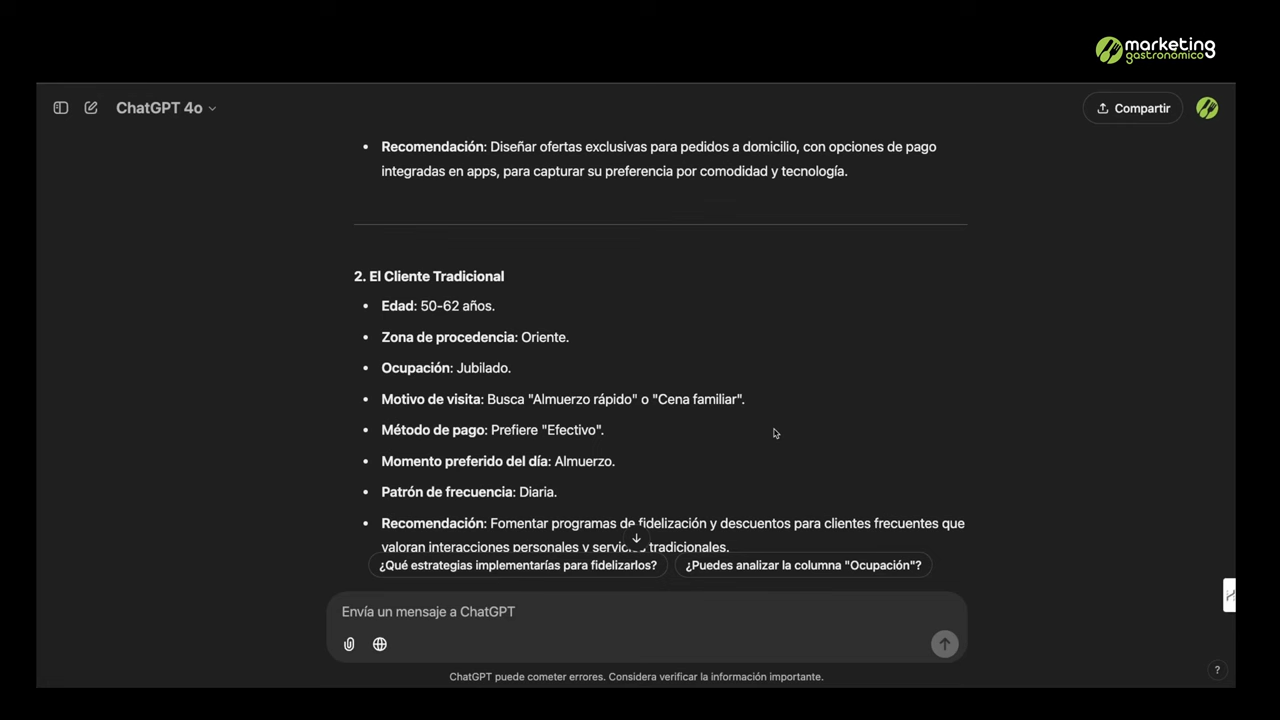 marketing
gastronómico
ChatGPT 4o
Compartir
• Recomendación: Diseñar ofertas exclusivas para pedidos a domicilio, con opciones de pago
integradas en apps, para capturar su preferencia por comodidad y tecnología.
2. El Cliente Tradicional
• Edad: 50-62 años.
• Zona de procedencia: Oriente.
• Ocupación: Jubilado.
• Motivo de visita: Busca "Almuerzo rápido" o "Cena familiar".
• Método de pago: Prefiere "Efectivo".
• Momento preferido del día: Almuerzo.
• Patrón de frecuencia: Diaria.
• Recomendación: Fomentar programas de fidelización y descuentos para clientes frecuentes que
valoran interacciones personales y servicios tradicionales.
¿Qué estrategias implementarías para fidelizarlos?
¿Puedes analizar la columna "Ocupación"?
Envía un mensaje a ChatGPT
ChatGPT puede cometer errores. Considera verificar la información importante.
?